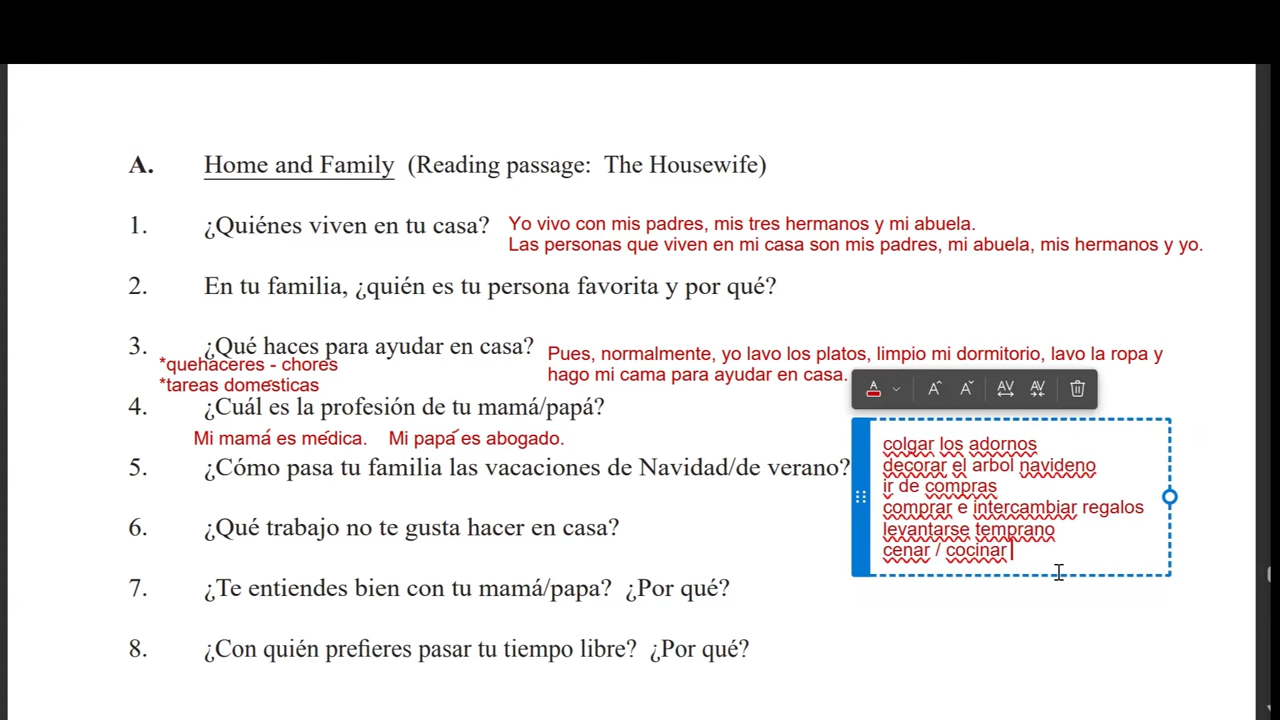 A. Home and Family (Reading passage: The Housewife)
1. ¿Quiénes viven en tu casa? Yo vivo con mis padres, mis tres hermanos y mi abuela.
Las personas que viven en mi casa son mis padres, mi abuela, mis hermanos y yo.
2. En tu familia, ¿quién es tu persona favorita y por qué?
3. ¿Qué haces para ayudar en casa? Pues, normalmente, yo lavo los platos, limpio mi dormitorio, lavo la ropa y
hago mi cama para ayudar en casa.
*quehaceres - chores
*tareas domésticas
4. ¿Cuál es la profesión de tu mamá/papá?
Mi mamá es médica. Mi papá es abogado.
5. ¿Cómo pasa tu familia las vacaciones de Navidad/de verano?
colgar los adornos
decorar el arbol navideno
ir de compras
comprar e intercambiar regalos
levantarse temprano
cenar / cocinar
6. ¿Qué trabajo no te gusta hacer en casa?
7. ¿Te entiendes bien con tu mamá/papa? ¿Por qué?
8. ¿Con quién prefieres pasar tu tiempo libre? ¿Por qué?
A A AV AV